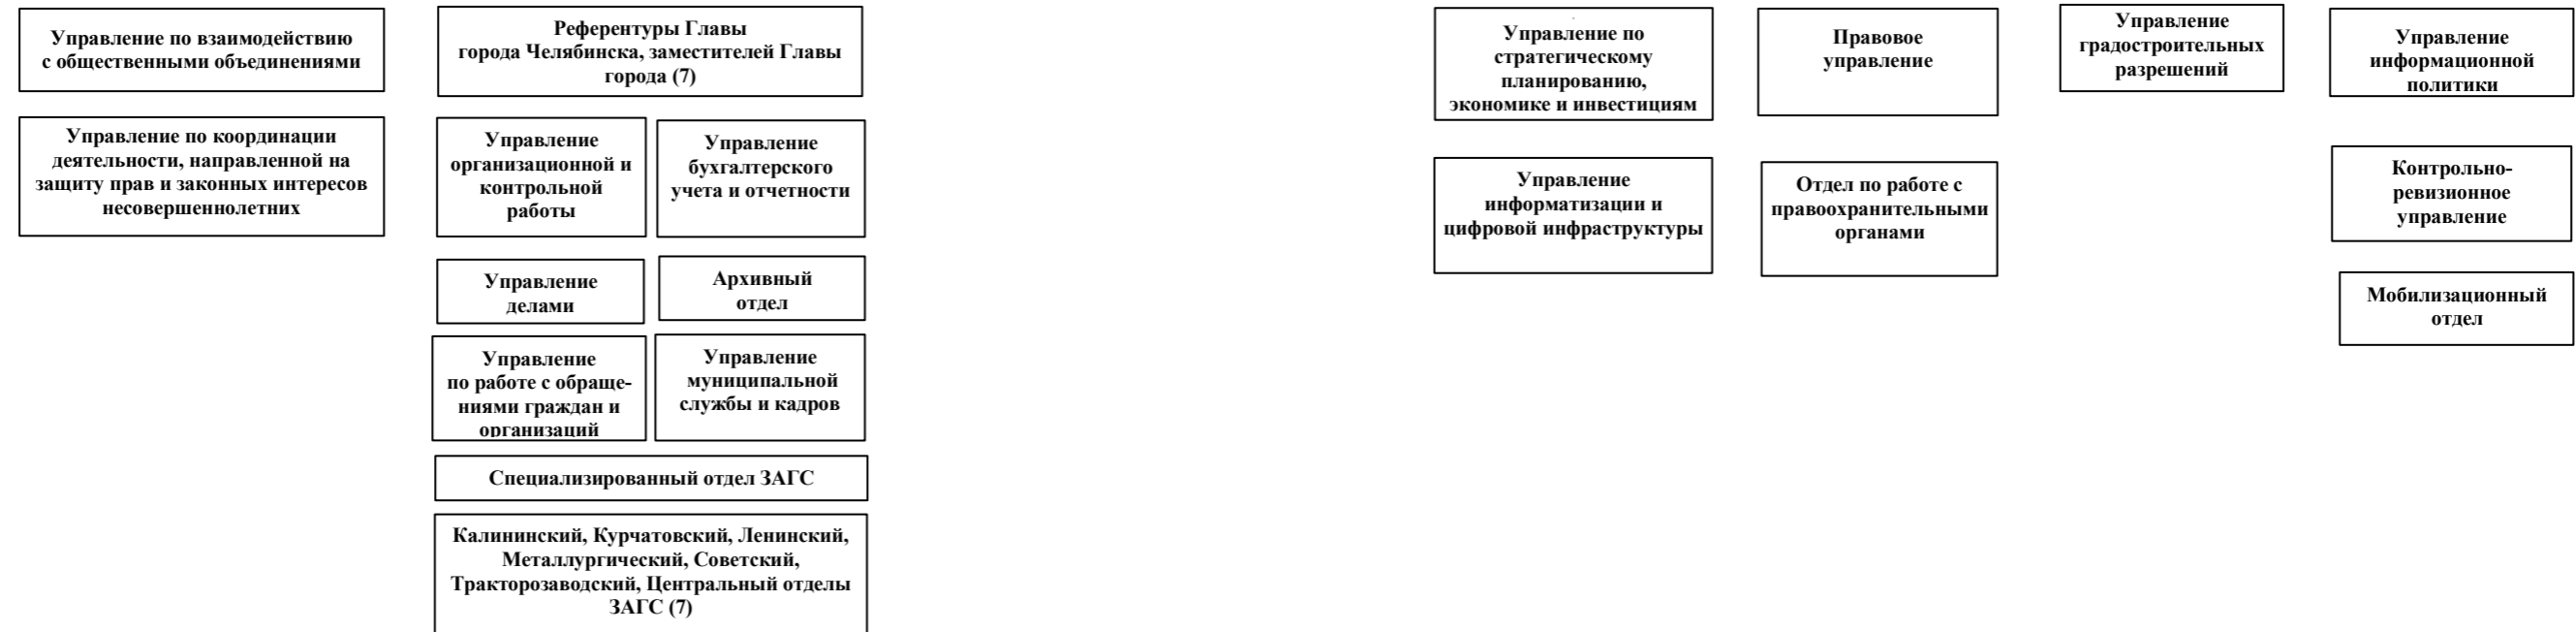 Управление по взаимодействию
с общественными объединениями
Управление по координации
деятельности, направленной на
защиту прав и законных интересов
несовершеннолетних
Референтуры Главы
города Челябинска, заместителей Главы
города (7)
Управление
организационной и
контрольной
работы
Управление
бухгалтерского
учета и отчетности
Управление
делами
Архивный
отдел
Управление
по работе с обраще-
ниями граждан и
организаций
Управление
муниципальной
службы и кадров
Специализированный отдел ЗАГС
Калининский, Курчатовский, Ленинский,
Металлургический, Советский,
Тракторозаводский, Центральный отделы
ЗАГС (7)
Управление по
стратегическому
планированию,
экономике и инвестициям
Управление
информатизации и
цифровой инфраструктуры
Правовое
управление
Отдел по работе с
правоохранительными
органами
Управление
градостроительных
разрешений
Управление
информационной
политики
Контрольно-
ревизионное
управление
Мобилизационный
отдел